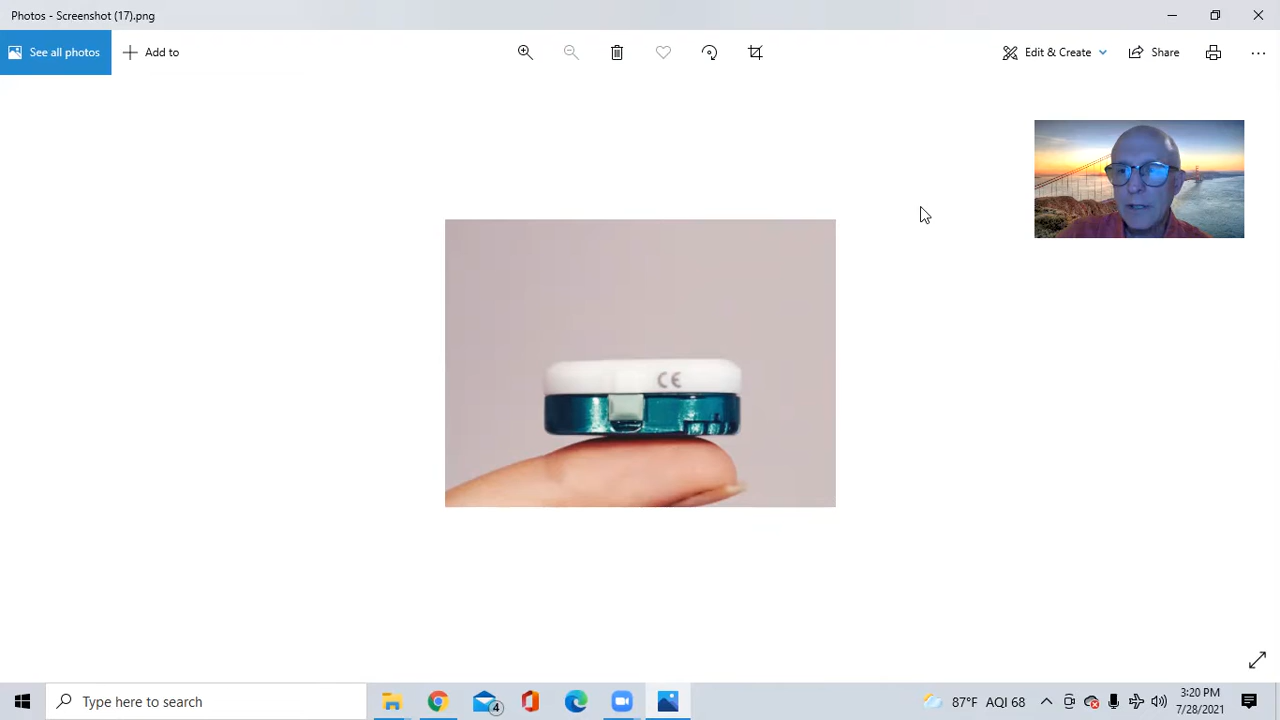 Photos - Screenshot (17).png
See all photos
Add to
Edit & Create
Share
CE
Type here to search
4
87°F AQI 68
3:20 PM
7/28/2021